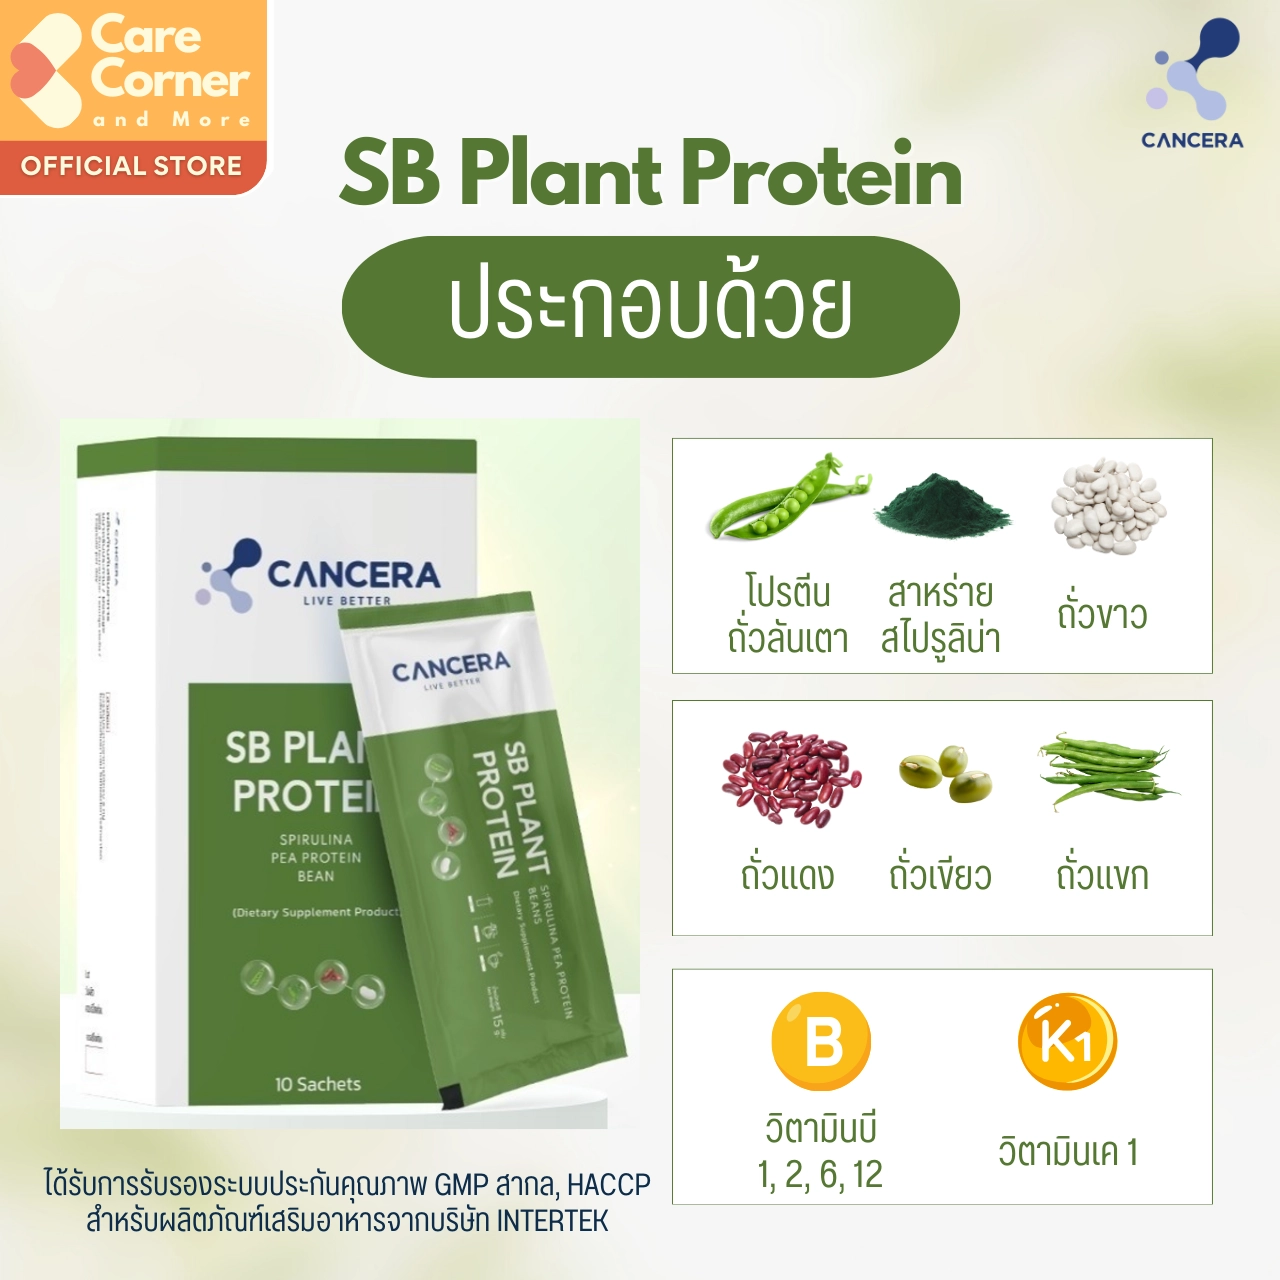 Care
Corner
and More
OFFICIAL STORE
CANCERA
SB Plant Protein
ประกอบด้วย
CANCERA
LIVE BETTER
SB PLAN
PROTEI
SPIRULINA
PEA PROTEIN
BEAN
(Dietary Supplement Product)
10 Sachets
CANCERA
LIVE BETTER
SB PLANT
PROTEIN
SPIRULINA PEA PROTEIN
BEANS
Dietary Supplement Product
15 g
โปรตีน
ถั่วลันเตา
สาหร่าย
สไปรูลิน่า
ถั่วขาว
ถั่วแดง
ถั่วเขียว
ถั่วแขก
B
K1
วิตามินบี
1, 2, 6, 12
วิตามินเค 1
ได้รับการรับรองระบบประกันคุณภาพ GMP สากล, HACCP
สำหรับผลิตภัณฑ์เสริมอาหารจากบริษัท INTERTEK